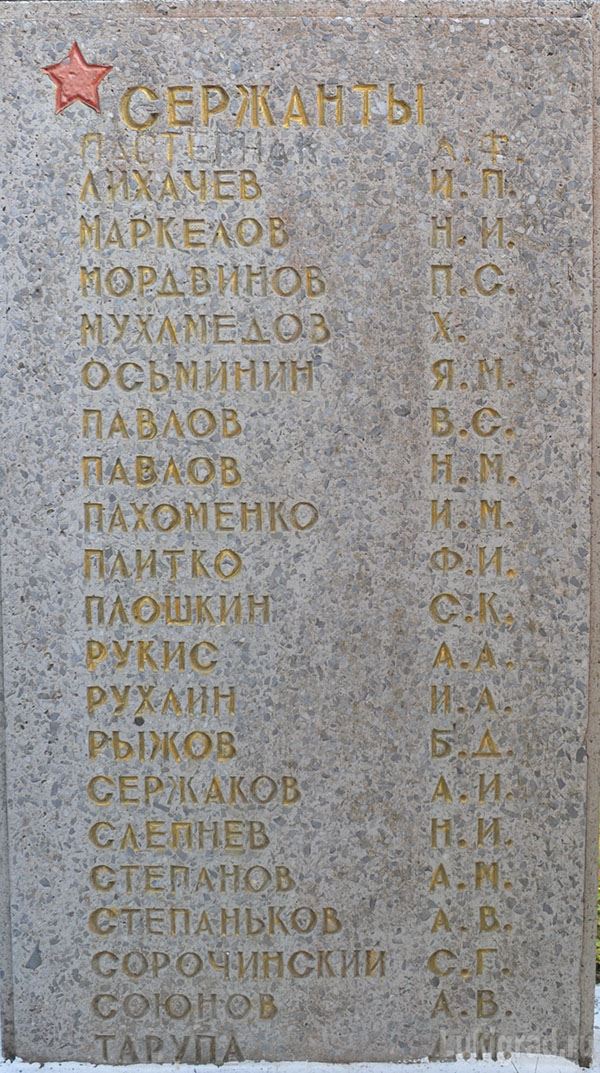 СЕРЖАНТЫ
ПАСТЕРНАК А.Ф.
ЛИХАЧЕВ И.П.
МАРКЕЛОВ Н.И.
МОРДВИНОВ П.С.
МУХАМЕДОЗ Х.
ОСЬМИНИН Я.М.
ПАВЛОВ В.С.
ПАВЛОВ Н.М.
ПАХОМЕНКО И.М.
ПЛИТКО Ф.И.
ПЛОШКИН С.К.
РУКИС А.А.
РУХЛИН И.А.
РЫЖОВ Б.Д.
СЕРЖАКОВ А.И.
СЛЕПНЕВ Н.И.
СТЕПАНОВ А.М.
СТЕПАНЬКОВ А.В.
СОРОЧИНСКИЙ С.Г.
СОЮНОВ А.В.
ТАРУПА